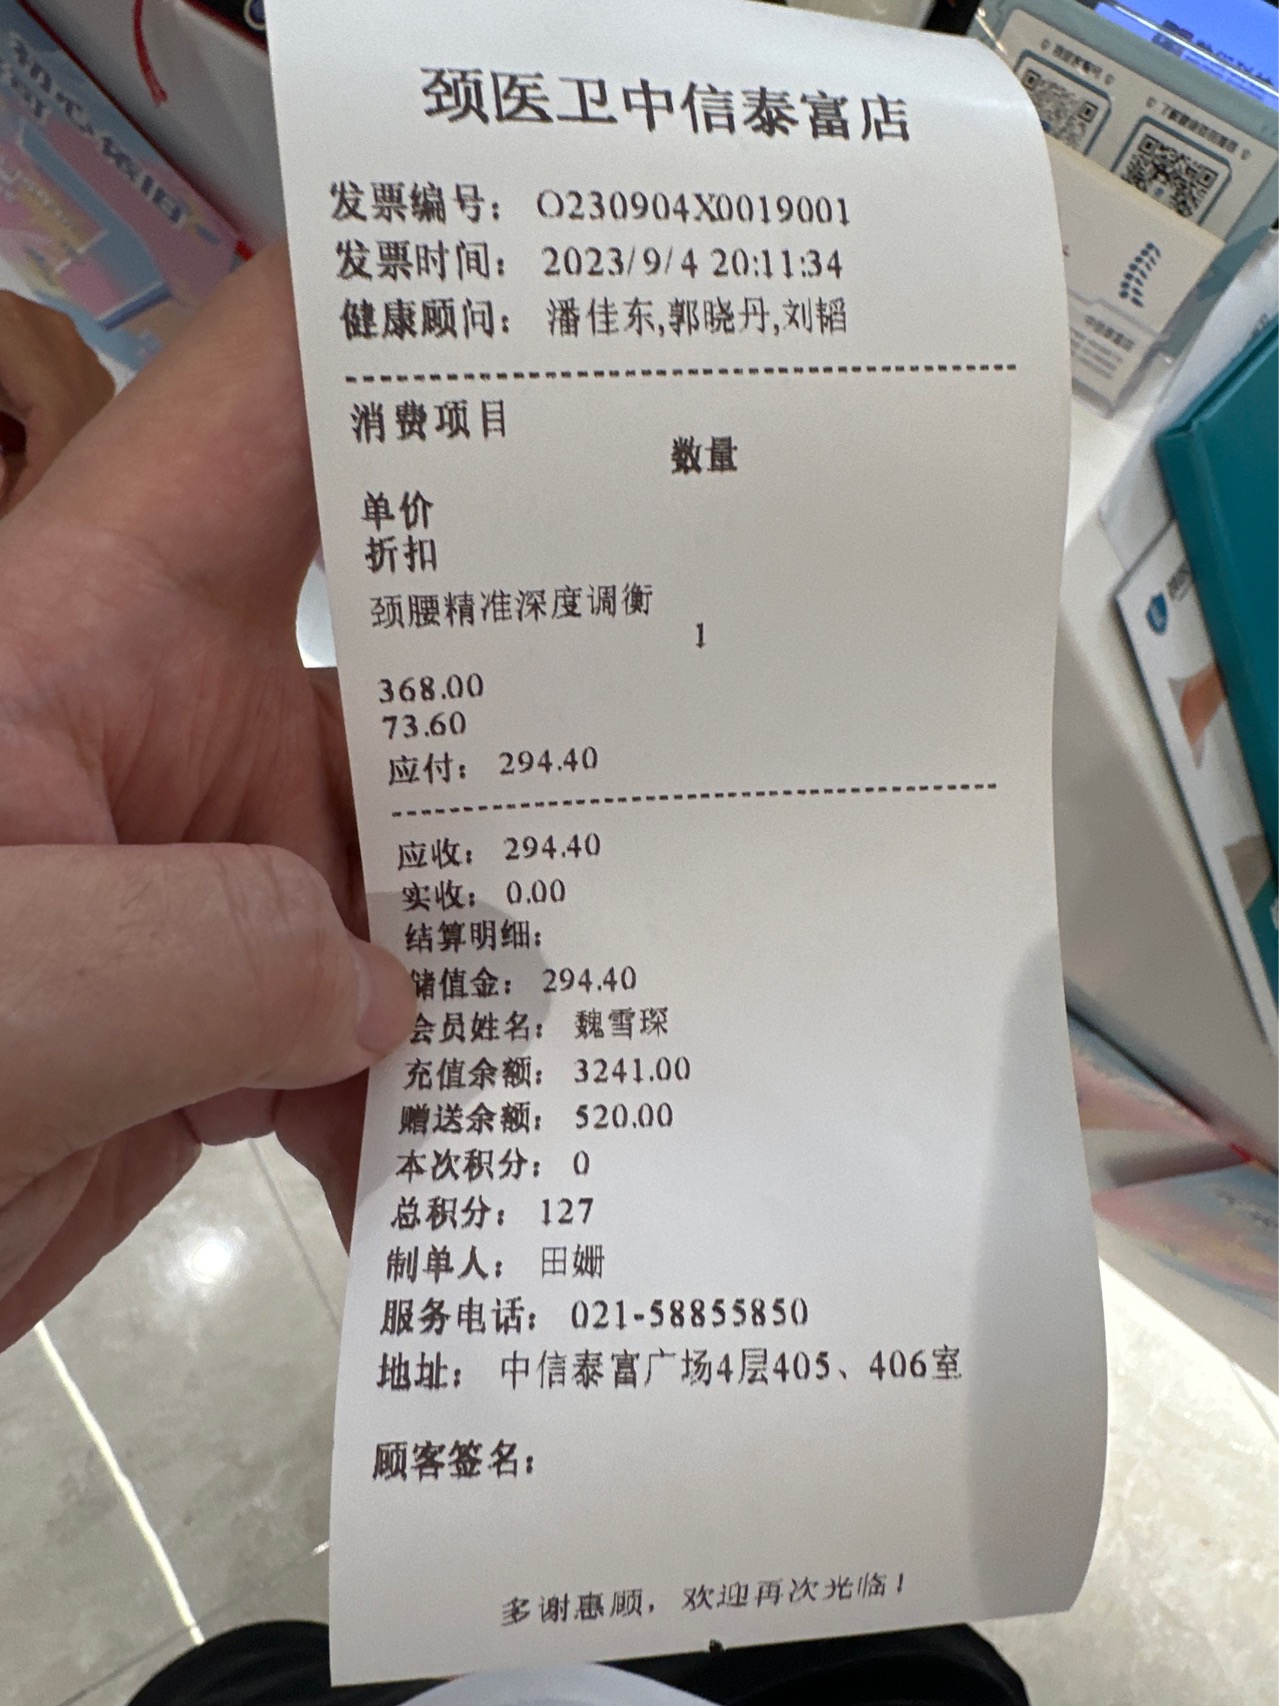 颈医卫中信泰富店
发票编号： O230904X0019001
发票时间： 2023/9/4 20:11:34
健康顾问： 潘佳东,郭晓丹,刘韬
消费项目
数量
单价
折扣
颈腰精准深度调衡
1
368.00
73.60
应付： 294.40
应收： 294.40
实收： 0.00
结算明细:
储值金： 294.40
会员姓名： 魏雪琛
充值余额： 3241.00
赠送余额： 520.00
本次积分： 0
总积分： 127
制单人： 田姗
服务电话： 021-58855850
地址： 中信泰富广场4层405、406室
顾客签名:
多谢惠顾，欢迎再次光临！